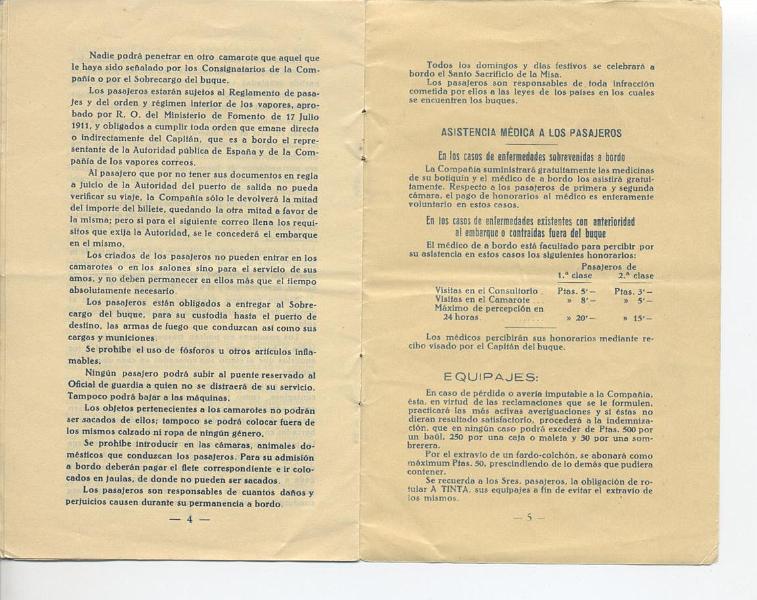 Nadie podrá penetrar en otro camarote que aquel que
le haya sido señalado por los Consignatarios de la Com-
pañía o por el Sobrecargo del buque.
Los pasajeros estarán sujetos al Reglamento de pasa-
jes y del orden y régimen interior de los vapores, apro-
bado por R. O. del Ministerio de Fomento de 17 Julio
1911, y obligados a cumplir toda orden que emane directa
o indirectamente del Capitán, que es a bordo el repre-
sentante de la Autoridad pública de España y de la Com-
pañía de los vapores correos.
Al pasajero que por no tener sus documentos en regla
a juicio de la Autoridad del puerto de salida no pueda
verificar su viaje, la Compañía sólo le devolverá la mitad
del importe del billete, quedando la otra mitad a favor de
la misma; pero si para el siguiente correo llena los requi-
sitos que exija la Autoridad, se le concederá el embarque
en el mismo.
Los criados de los pasajeros no pueden entrar en los
camarotes o en los salones sino para el servicio de sus
amos, y no deben permanecer en ellos más que el tiempo
absolutamente necesario.
Los pasajeros están obligados a entregar al Sobre-
cargo del buque, para su custodia hasta el puerto de
destino, las armas de fuego que conduzcan así como sus
cargas y municiones.
Se prohibe el uso de fósforos u otros artículos infla-
mables.
Ningún pasajero podrá subir al puente reservado al
Oficial de guardia a quien no se distraerá de su servicio.
Tampoco podrá bajar a las máquinas.
Los objetos pertenecientes a los camarotes no podrán
ser sacados de ellos; tampoco se podrá colocar fuera de
los mismos calzado ni ropa de ningún género.
Se prohibe introducir en las cámaras, animales do-
mésticos que conduzcan los pasajeros. Para su admisión
a bordo deberán pagar el flete correspondiente e ir colo-
cados en jaulas, de donde no pueden ser sacados.
Los pasajeros son responsables de cuantos daños y
perjuicios causen durante su permanencia a bordo.
— 4 —
Todos los domingos y días festivos se celebrará a
bordo el Santo Sacrificio de la Misa.
Los pasajeros son responsables de toda infracción
cometida por ellos a las leyes de los países en los cuales
se encuentren los buques.
ASISTENCIA MÉDICA A LOS PASAJEROS
En los casos de enfermedades sobrevenidas a bordo
La Compañía suministrará gratuitamente las medicinas
de su botiquín y el médico de a bordo los asistirá gratui-
tamente. Respecto a los pasajeros de primera y segunda
cámara, el pago de honorarios al médico es enteramente
voluntario en estos casos.
En los casos de enfermedades existentes con anterioridad
al embarque o contraídas fuera del buque
El médico de a bordo está facultado para percibir por
su asistencia en estos casos los siguientes honorarios:
Pasajeros de
1.ª clase 2.ª clase
Visitas en el Consultorio . Ptas. 5'— Ptas. 3'—
Visitas en el Camarote . . . » 8'— » 5'—
Máximo de percepción en
24 horas . . . . . . . . » 20'— » 15'—
Los médicos percibirán sus honorarios mediante re-
cibo visado por el Capitán del buque.
EQUIPAJES:
En caso de pérdida o avería imputable a la Compañía,
ésta, en virtud de las reclamaciones que se le formulen,
practicará las más activas averiguaciones y si éstas no
dieran resultado satisfactorio, procederá a la indemniza-
ción, que en ningún caso podrá exceder de Ptas. 500 por
un baúl, 250 por una caja o maleta y 30 por una som-
brerera.
Por el extravío de un fardo-colchón, se abonará como
máximum Ptas. 50, prescindiendo de lo demás que pudiera
contener.
Se recuerda a los Sres. pasajeros, la obligación de ro-
tular A TINTA, sus equipajes a fin de evitar el extravío de
los mismos.
— 5 —